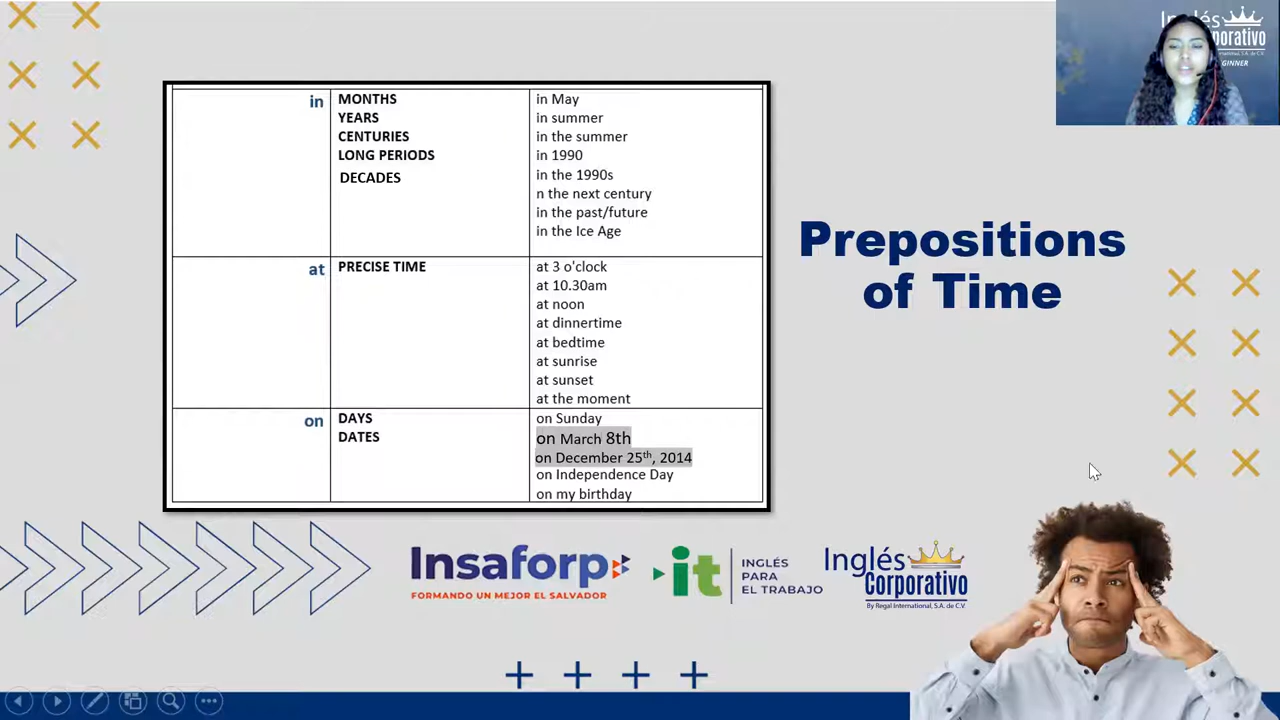 Inglés
porativo
GINNER
in
MONTHS
YEARS
CENTURIES
LONG PERIODS
DECADES
in May
in summer
in the summer
in 1990
in the 1990s
n the next century
in the past/future
in the Ice Age
at
PRECISE TIME
at 3 o'clock
at 10.30am
at noon
at dinnertime
at bedtime
at sunrise
at sunset
at the moment
on
DAYS
DATES
on Sunday
on March 8th
on December 25th, 2014
on Independence Day
on my birthday
Prepositions
of Time
Insaforp
FORMANDO UN MEJOR EL SALVADOR
it
INGLÉS
PARA
EL TRABAJO
Inglés
Corporativo
By Regal International, S.A. de C.V.